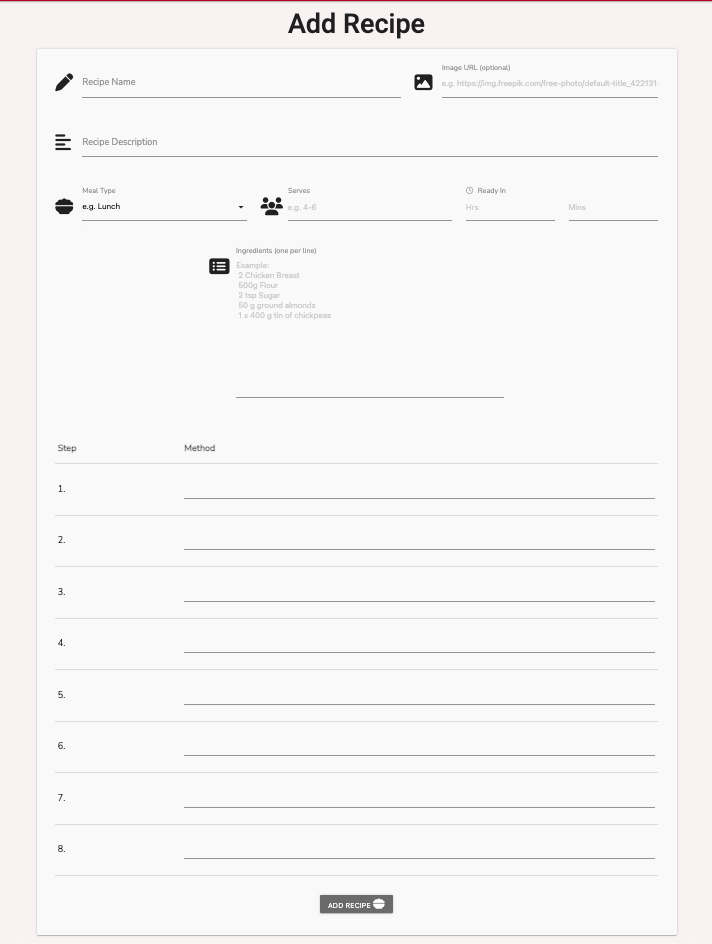 Add Recipe
Image URL (optional)
Recipe Name
e.g. https://img.freepik.com/free-photo/default-title_422131
Recipe Description
Meal Type
Serves
Ready In
e.g. Lunch
e.g. 4-6
Hrs
Mins
Ingredients (one per line)
Example:
2 Chicken Breast
500g Flour
2 tsp Sugar
50 g ground almonds
1 x 400 g tin of chickpeas
Step Method
1.
2.
3.
4.
5.
6.
7.
8.
ADD RECIPE